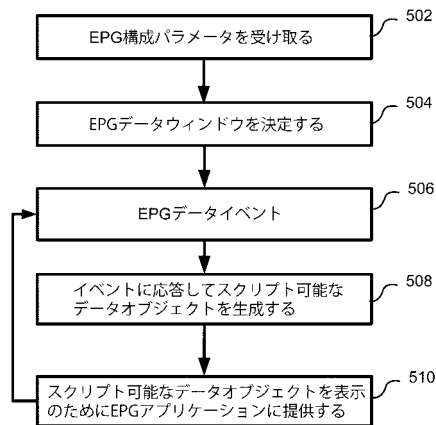 502
EPG構成パラメータを受け取る
504
EPGデータウィンドウを決定する
506
EPGデータイベント
508
イベントに応答してスクリプト可能な
データオブジェクトを生成する
510
スクリプト可能なデータオブジェクトを表示
のためにEPGアプリケーションに提供する